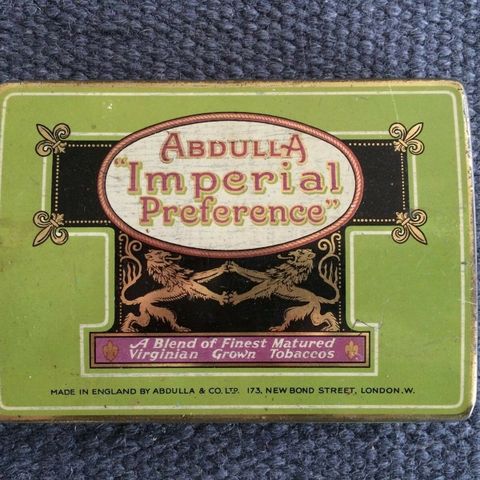 ABDULLA
"Imperial
Preference"
A Blend of Finest Matured
Virginian Grown Tobaccos
MADE IN ENGLAND BY ABDULLA & CO. LTD. 173, NEW BOND STREET, LONDON. W.